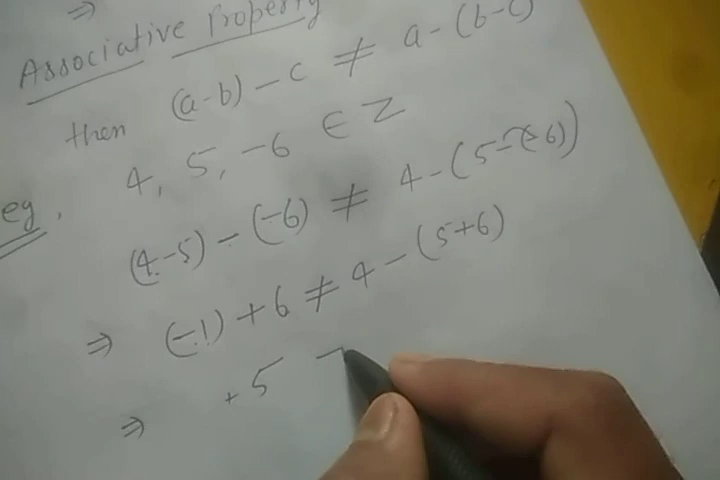 ⇒
Associative Property
then (a-b) - c ≠ a - (b-c)
eg. 4, 5, -6 ∈ Z
(4-5) - (-6) ≠ 4 - (5-(-6))
⇒ (-1) + 6 ≠ 4 - (5+6)
⇒ +5